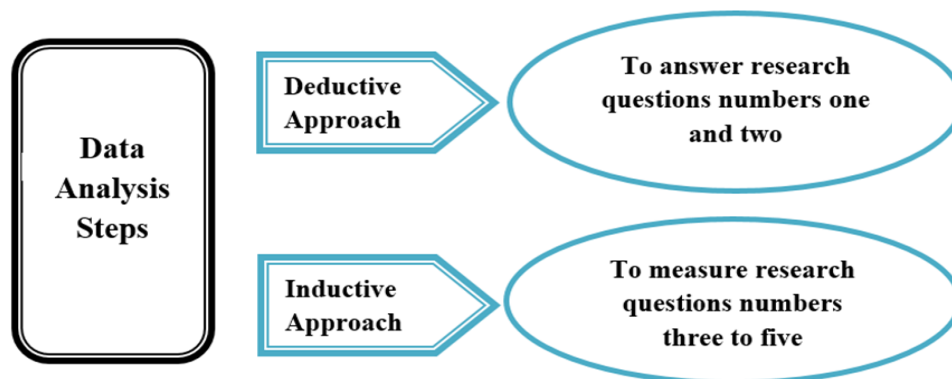 Data
Analysis
Steps
Deductive
Approach
To answer research
questions numbers one
and two
Inductive
Approach
To measure research
questions numbers
three to five